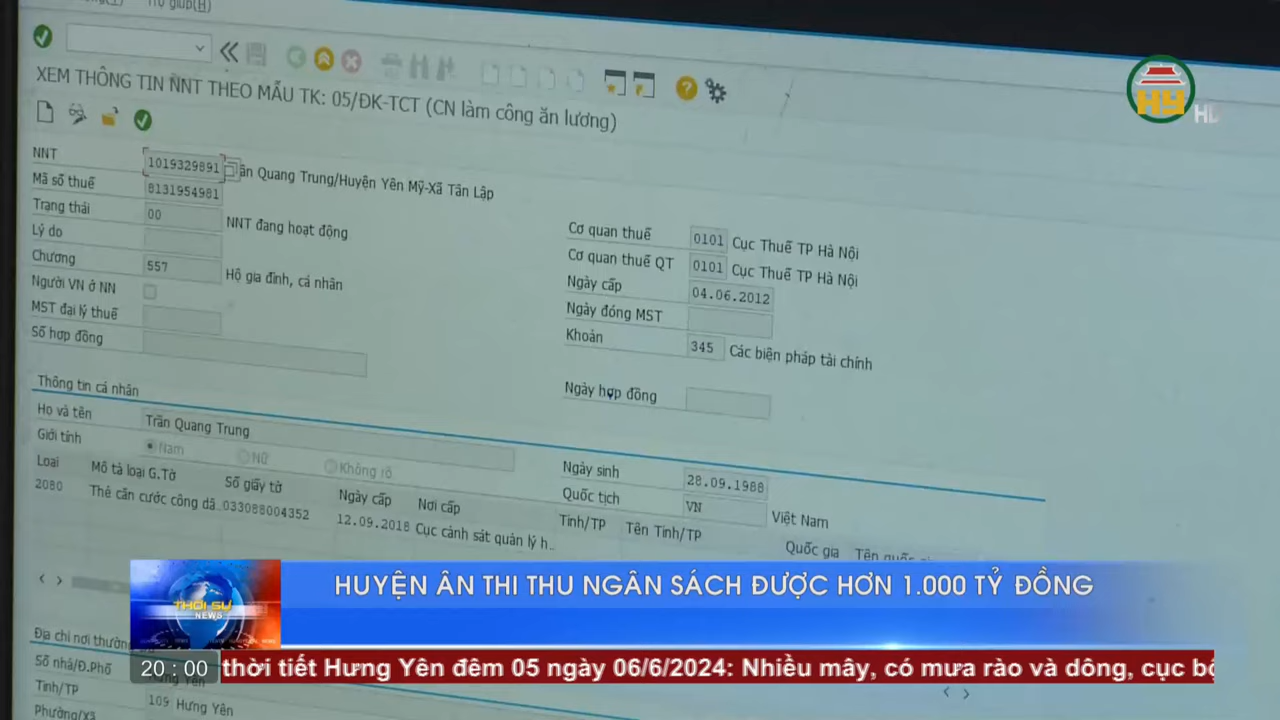 Trợ giúp(H)
XEM THÔNG TIN NNT THEO MẪU TK: 05/ĐK-TCT (CN làm công ăn lương)
HY HD
NNT 1019329891 ần Quang Trung/Huyện Yên Mỹ-Xã Tân Lập
Mã số thuế 8131954981
Trạng thái 00 NNT đang hoạt động
Lý do
Chương 557 Hộ gia đình, cá nhân
Người VN ở NN
MST đại lý thuế
Số hợp đồng
Cơ quan thuế 0101 Cục Thuế TP Hà Nội
Cơ quan thuế QT 0101 Cục Thuế TP Hà Nội
Ngày cấp 04.06.2012
Ngày đóng MST
Khoản 345 Các biện pháp tài chính
Ngày hợp đồng
Thông tin cá nhân
Họ và tên Trần Quang Trung
Giới tính Nam Nữ Không rõ
Ngày sinh 28.09.1988
Quốc tịch VN Việt Nam
Loại Mô tả loại G.Tờ Số giấy tờ Ngày cấp Nơi cấp Tỉnh/TP Tên Tỉnh/TP Quốc gia Tên quốc
2080 Thẻ căn cước công dâ.. 033088004352 12.09.2018 Cục cảnh sát quản lý h..
THỜI SỰ
NEWS
HUYỆN ÂN THI THU NGÂN SÁCH ĐƯỢC HƠN 1.000 TỶ ĐỒNG
Địa chỉ nơi thường
Số nhà/Đ.Phố
Tỉnh/TP 109 Hưng Yên
Phường/Xã
20:00 thời tiết Hưng Yên đêm 05 ngày 06/6/2024: Nhiều mây, có mưa rào và dông, cục bộ